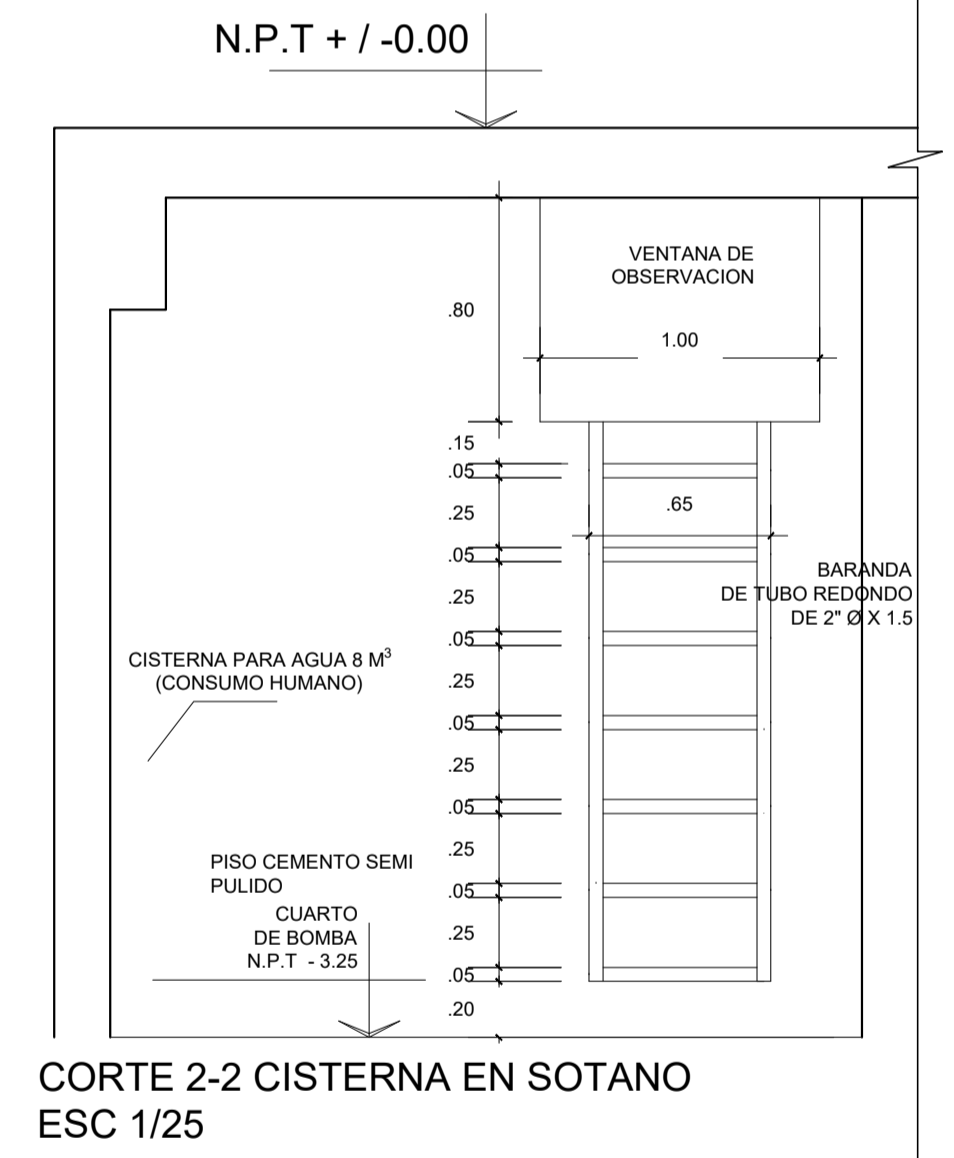 N.P.T + / -0.00
VENTANA DE
OBSERVACION
.80
1.00
.15
.05
.25
.65
.05
.25
BARANDA
DE TUBO REDONDO
DE 2" Ø X 1.5
.05
CISTERNA PARA AGUA 8 M³
(CONSUMO HUMANO)
.25
.05
.25
.05
.25
PISO CEMENTO SEMI
PULIDO
.05
CUARTO
DE BOMBA
N.P.T - 3.25
.25
.05
.20
CORTE 2-2 CISTERNA EN SOTANO
ESC 1/25